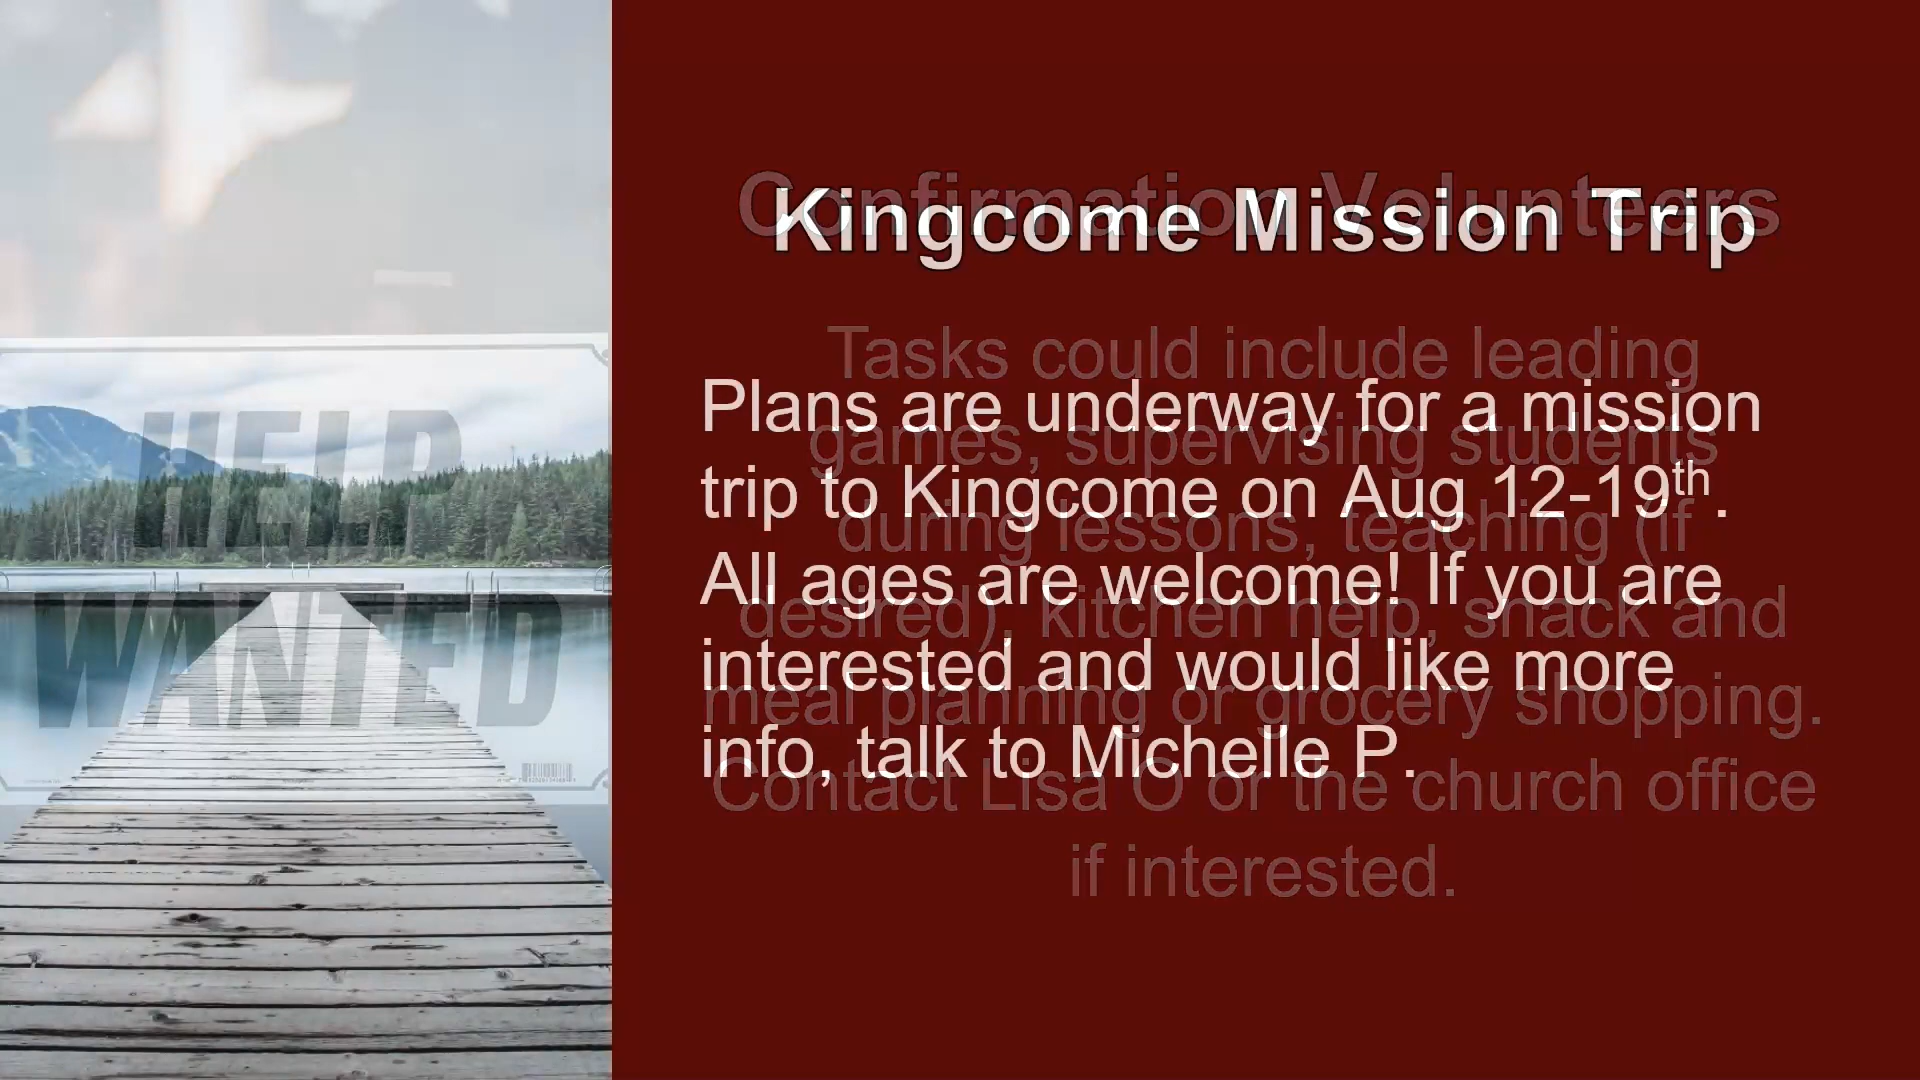 HELP
WANTED
Confirmation Volunteers
Tasks could include leading
games, supervising students
during lessons, teaching (if
desired), kitchen help, snack and
meal planning or grocery shopping.
Contact Lisa O or the church office
if interested.
Kingcome Mission Trip
Plans are underway for a mission
trip to Kingcome on Aug 12-19th.
All ages are welcome! If you are
interested and would like more
info, talk to Michelle P.